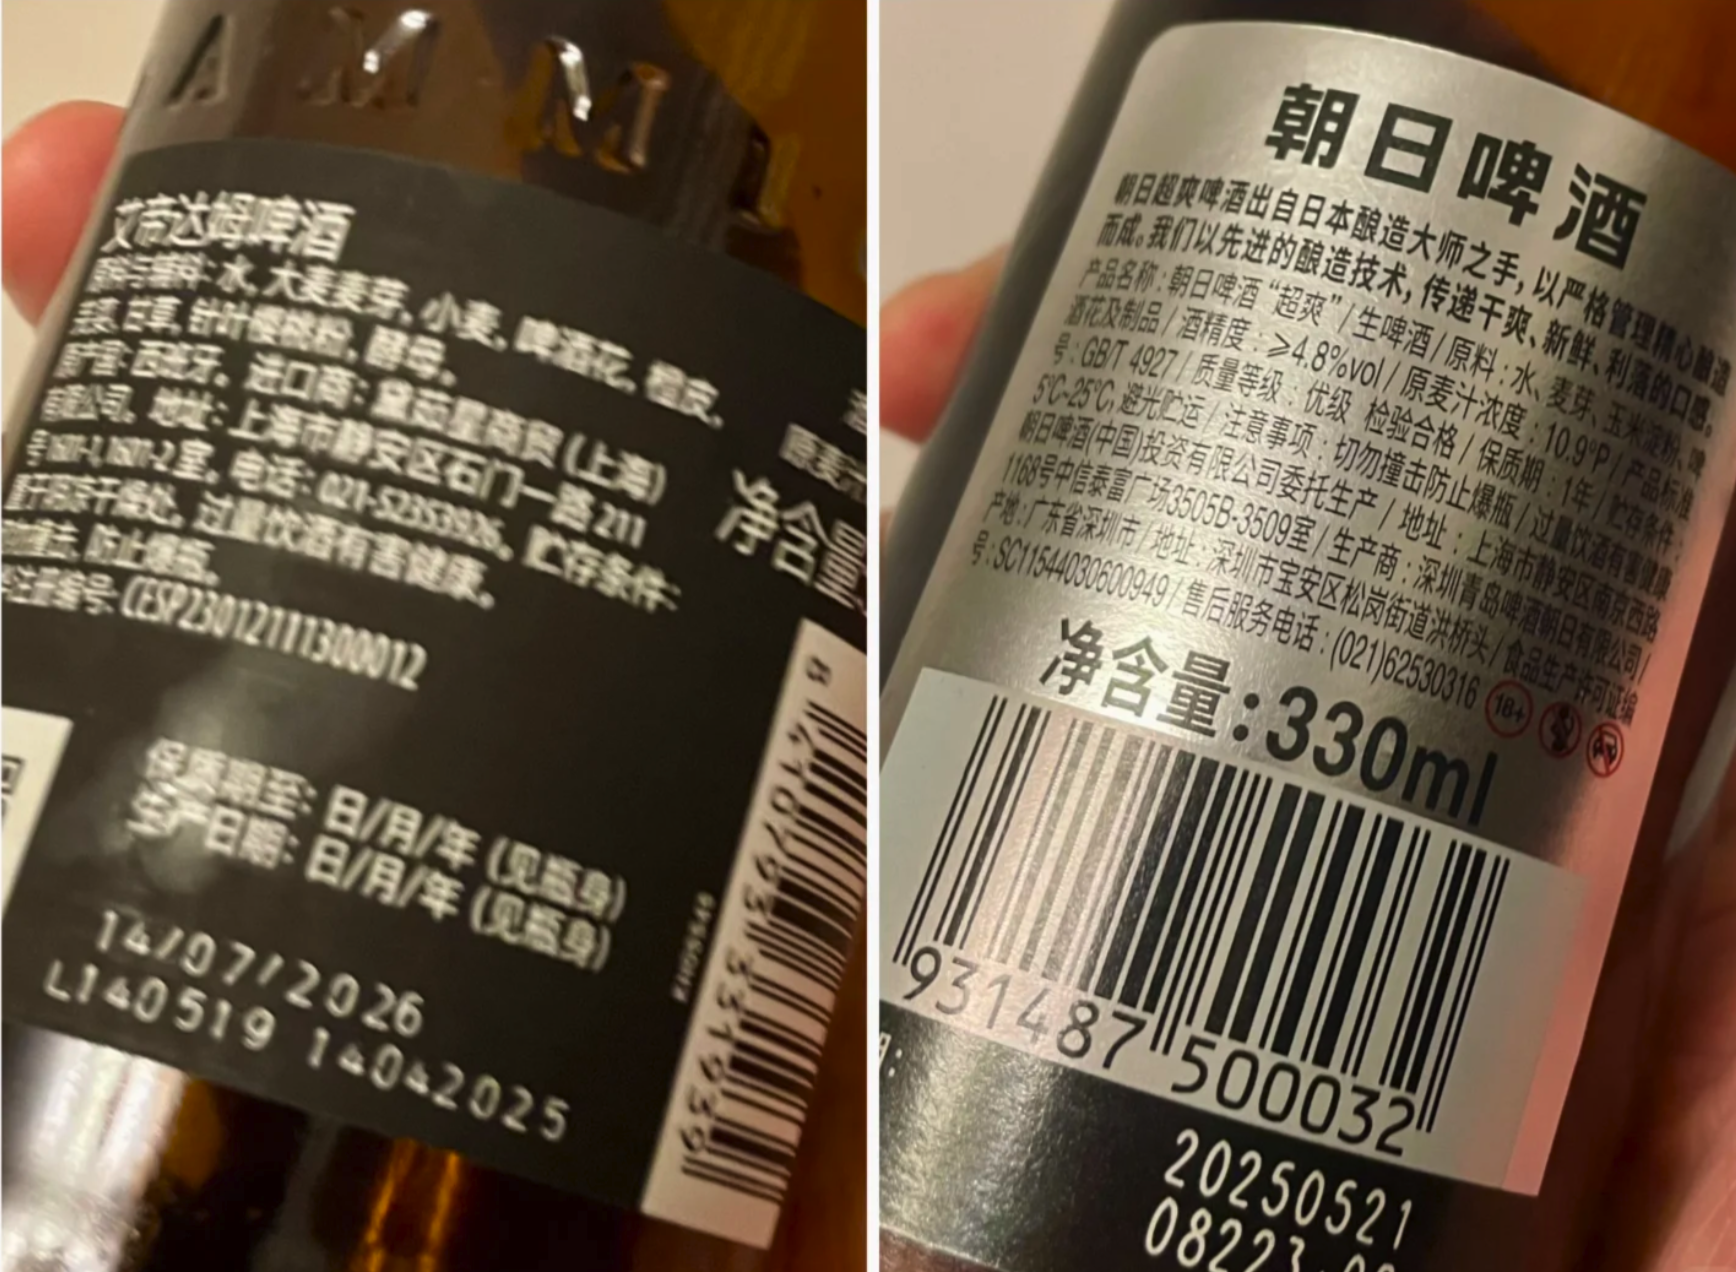 AMM
艾帝达姆啤酒
原料与辅料: 水, 大麦麦芽, 小麦, 啤酒花, 橙皮,
芫荽, 甘草, 针叶樱桃粉, 酵母。
原产国: 西班牙。进口商: 黛茹星商贸 (上海)
有限公司。地址: 上海市静安区石门一路 211
号 1601-1, 1601-2 室。电话: 021-52353926。贮存条件:
置于阴凉干燥处。过量饮酒有害健康。
撞击, 防止爆瓶。
注册编号: CESP23012111300012
保质期至: 日/月/年 (见瓶身)
生产日期: 日/月/年 (见瓶身)
14/07/2026
L140519 14042025
原麦
净含量
朝日啤酒
朝日超爽啤酒出自日本酿造大师之手, 以严格管理精心酿造
而成。我们以先进的酿造技术, 传递干爽、新鲜、利落的口感。
产品名称: 朝日啤酒 “超爽” / 生啤酒 / 原料: 水、麦芽、玉米淀粉、啤
酒花及制品 / 酒精度: ≥4.8%vol / 原麦汁浓度: 10.9°P / 产品标准
号: GB/T 4927 / 质量等级: 优级 检验合格 / 保质期: 1年 / 贮存条件:
5℃-25℃, 避光贮运 / 注意事项: 切勿撞击防止爆瓶 / 过量饮酒有害健康
朝日啤酒(中国)投资有限公司委托生产 / 地址: 上海市静安区南京西路
1168号中信泰富广场3505B-3509室 / 生产商: 深圳青岛啤酒朝日有限公司 /
产地: 广东省深圳市 / 地址: 深圳市宝安区松岗街道洪桥头 / 食品生产许可证编
号: SC11544030600949 / 售后服务电话: (021)62530316
18+
净含量: 330ml
931487 500032
20250521
08223